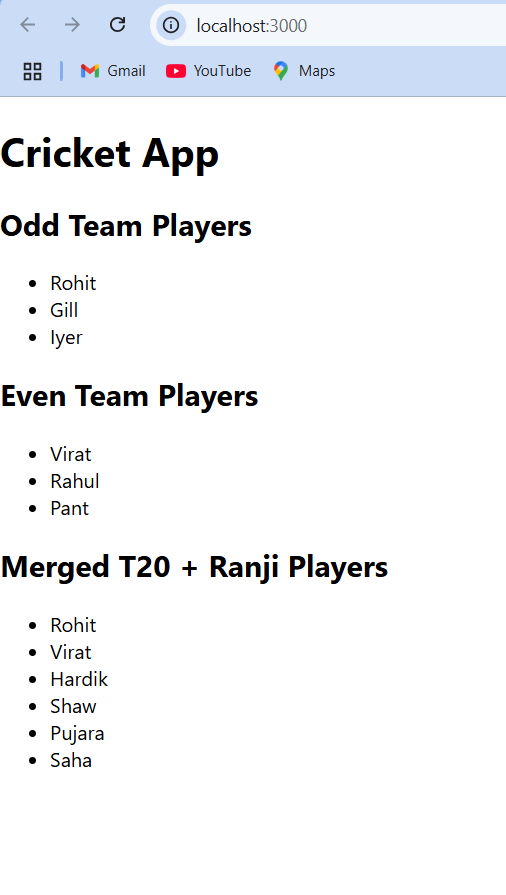 localhost:3000
Gmail YouTube Maps
Cricket App
Odd Team Players
Rohit
Gill
Iyer
Even Team Players
Virat
Rahul
Pant
Merged T20 + Ranji Players
Rohit
Virat
Hardik
Shaw
Pujara
Saha